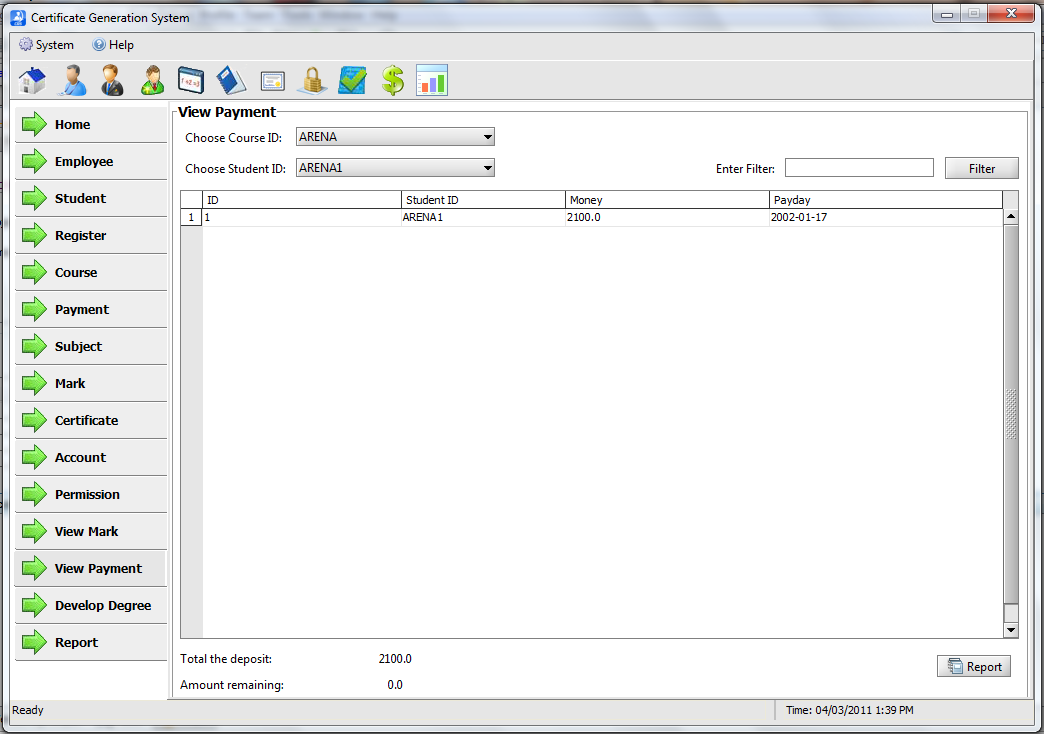 Certificate Generation System
System Help
Home
Employee
Student
Register
Course
Payment
Subject
Mark
Certificate
Account
Permission
View Mark
View Payment
Develop Degree
Report
View Payment
Choose Course ID: ARENA
Choose Student ID: ARENA1 Enter Filter: Filter
ID Student ID Money Payday
1 1 ARENA1 2100.0 2002-01-17
Total the deposit: 2100.0
Amount remaining: 0.0
Report
Ready Time: 04/03/2011 1:39 PM